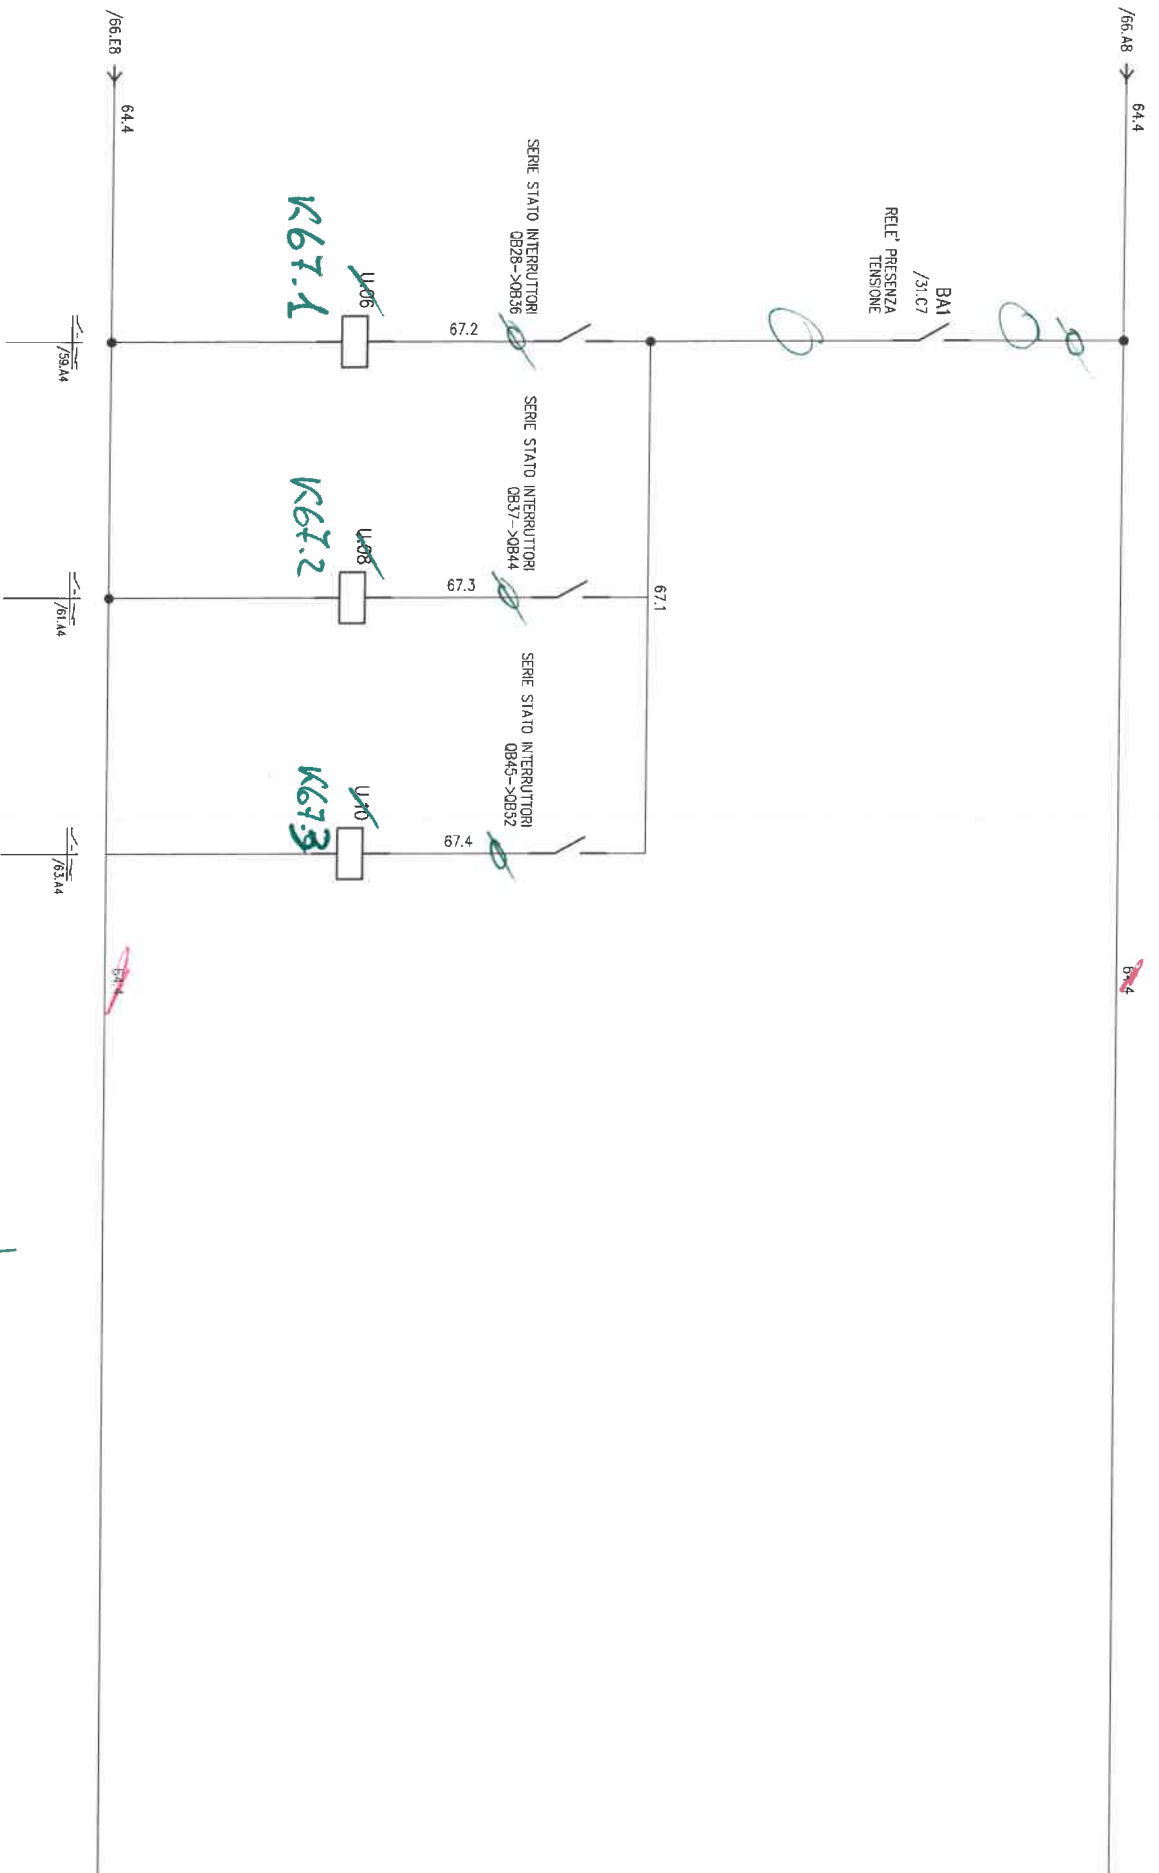 /66.A8
64.4
64.4
BA1
/31.C7
RELE' PRESENZA
TENSIONE
67.1
SERIE STATO INTERRUTTORI
QB28->QB36
67.2
U.06
K67.1
SERIE STATO INTERRUTTORI
QB37->QB44
67.3
U.08
K67.2
SERIE STATO INTERRUTTORI
QB45->QB52
67.4
U.10
K67.3
/66.E8
64.4
64.4
/59.A4
/61.A4
/63.A4